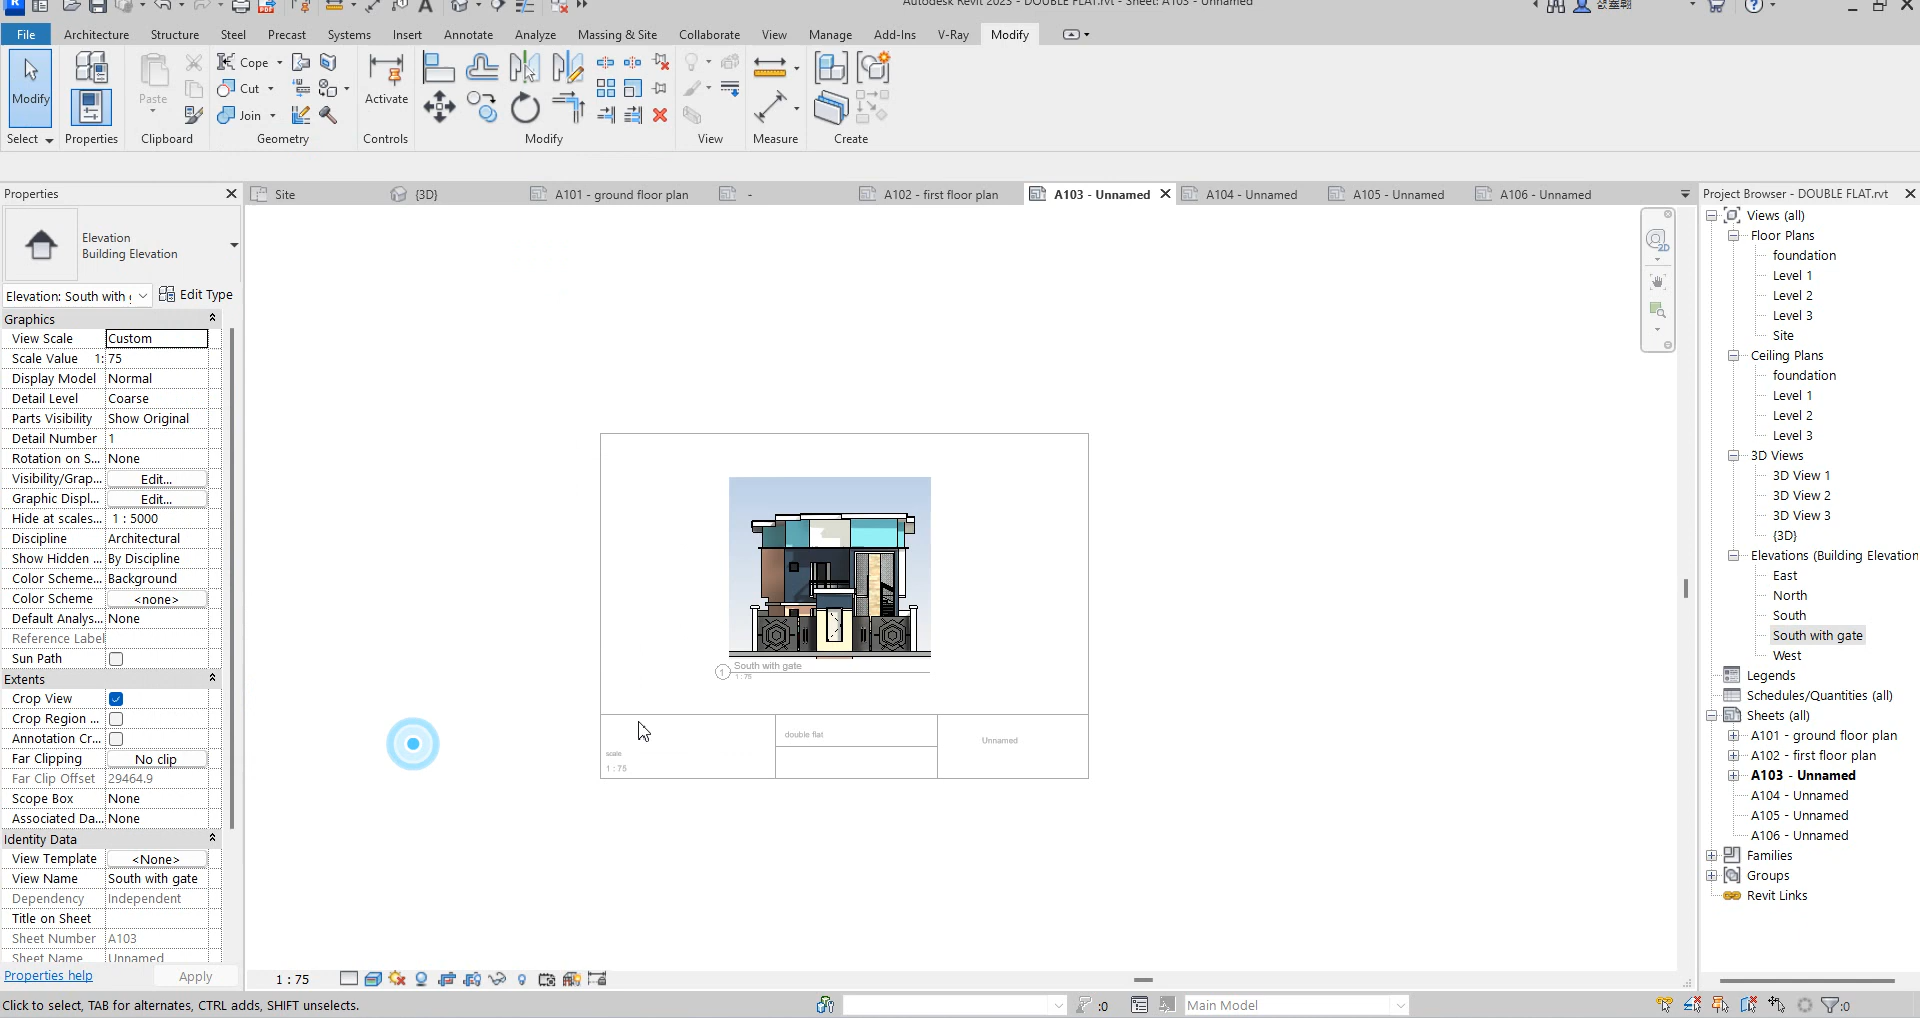 Autodesk Revit 2023 - DOUBLE FLAT.rvt - Sheet: A103 - Unnamed
File Architecture Structure Steel Precast Systems Insert Annotate Analyze Massing & Site Collaborate View Manage Add-Ins V-Ray Modify
Modify
Select
Properties
Paste
Clipboard
Cope
Cut
Join
Geometry
Activate
Controls
Modify
View
Measure
Create
Properties
Site
{3D}
A101 - ground floor plan
-
A102 - first floor plan
A103 - Unnamed
A104 - Unnamed
A105 - Unnamed
A106 - Unnamed
Project Browser - DOUBLE FLAT.rvt
Elevation
Building Elevation
Elevation: South with
Edit Type
Graphics
View Scale Custom
Scale Value 1: 75
Display Model Normal
Detail Level Coarse
Parts Visibility Show Original
Detail Number 1
Rotation on S... None
Visibility/Grap... Edit...
Graphic Displ... Edit...
Hide at scales... 1 : 5000
Discipline Architectural
Show Hidden ... By Discipline
Color Scheme... Background
Color Scheme <none>
Default Analys... None
Reference Label
Sun Path
Extents
Crop View
Crop Region ...
Annotation Cr...
Far Clipping No clip
Far Clip Offset 29464.9
Scope Box None
Associated Da... None
Identity Data
View Template <None>
View Name South with gate
Dependency Independent
Title on Sheet
Sheet Number A103
Sheet Name Unnamed
Properties help
Apply
2D
1 South with gate
1 : 75
scale
1 : 75
double flat
Unnamed
Views (all)
Floor Plans
foundation
Level 1
Level 2
Level 3
Site
Ceiling Plans
foundation
Level 1
Level 2
Level 3
3D Views
3D View 1
3D View 2
3D View 3
{3D}
Elevations (Building Elevation
East
North
South
South with gate
West
Legends
Schedules/Quantities (all)
Sheets (all)
A101 - ground floor plan
A102 - first floor plan
A103 - Unnamed
A104 - Unnamed
A105 - Unnamed
A106 - Unnamed
Families
Groups
Revit Links
1 : 75
Click to select, TAB for alternates, CTRL adds, SHIFT unselects.
:0
Main Model
:0